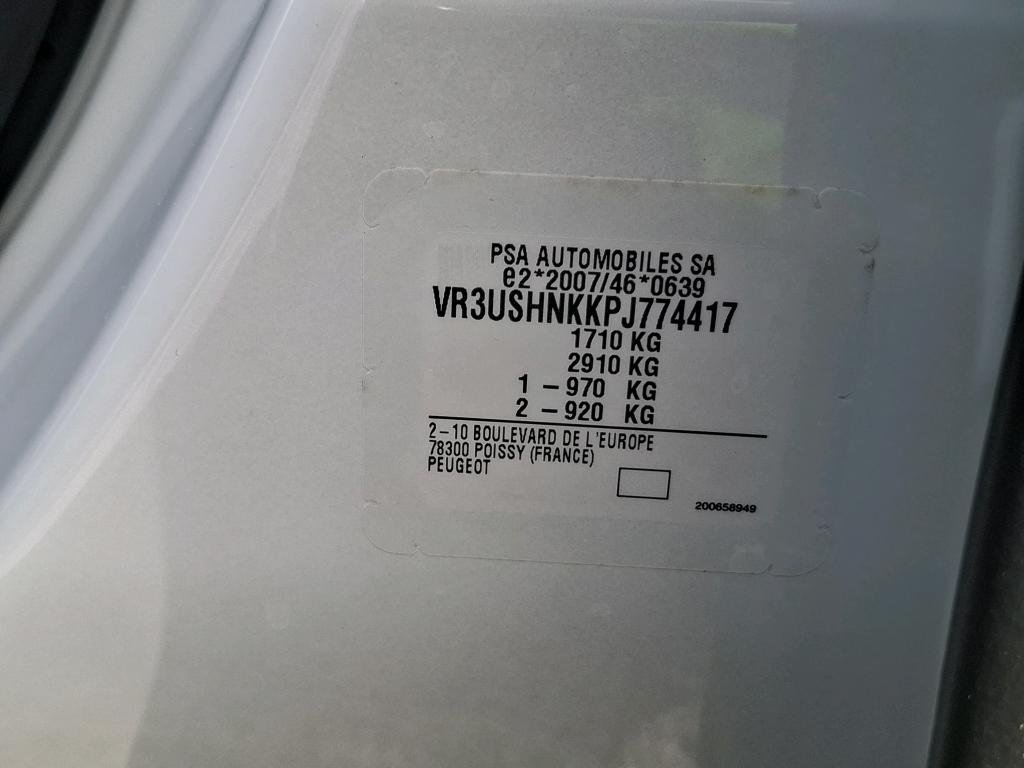 PSA AUTOMOBILES SA
e2*2007/46*0639
VR3USHNKKPJ774417
1710 KG
2910 KG
1 – 970 KG
2 – 920 KG
2–10 BOULEVARD DE L'EUROPE
78300 POISSY (FRANCE)
PEUGEOT
200658949